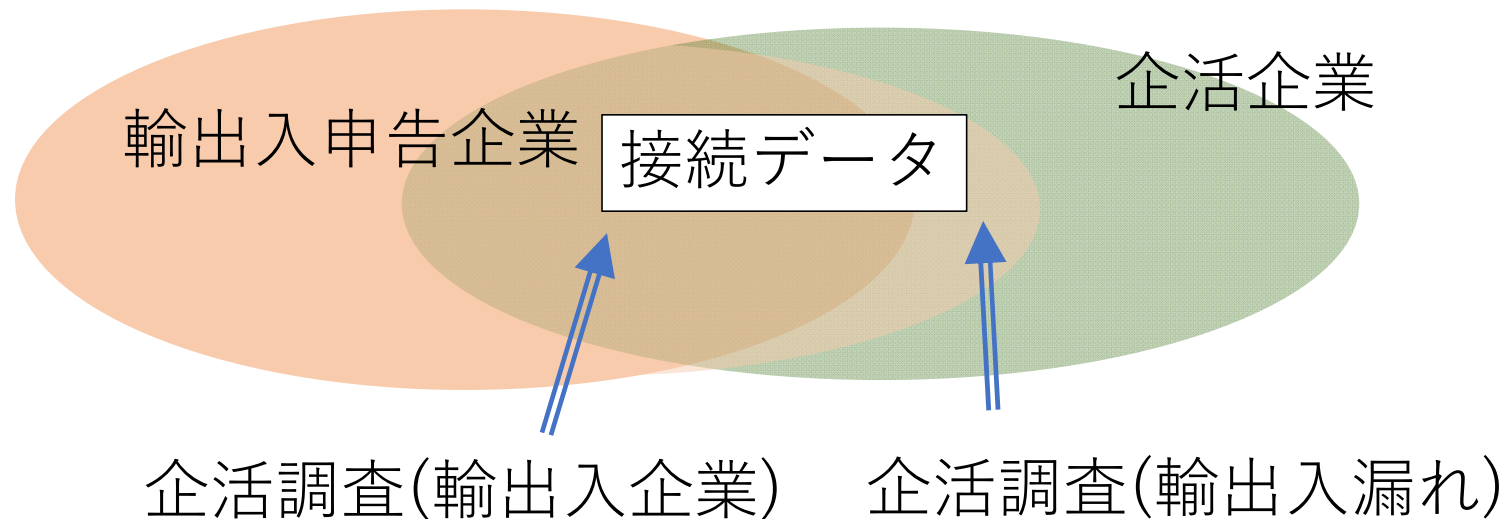 企活企業
輸出入申告企業
接続データ
企活調査(輸出入企業)
企活調査(輸出入漏れ)